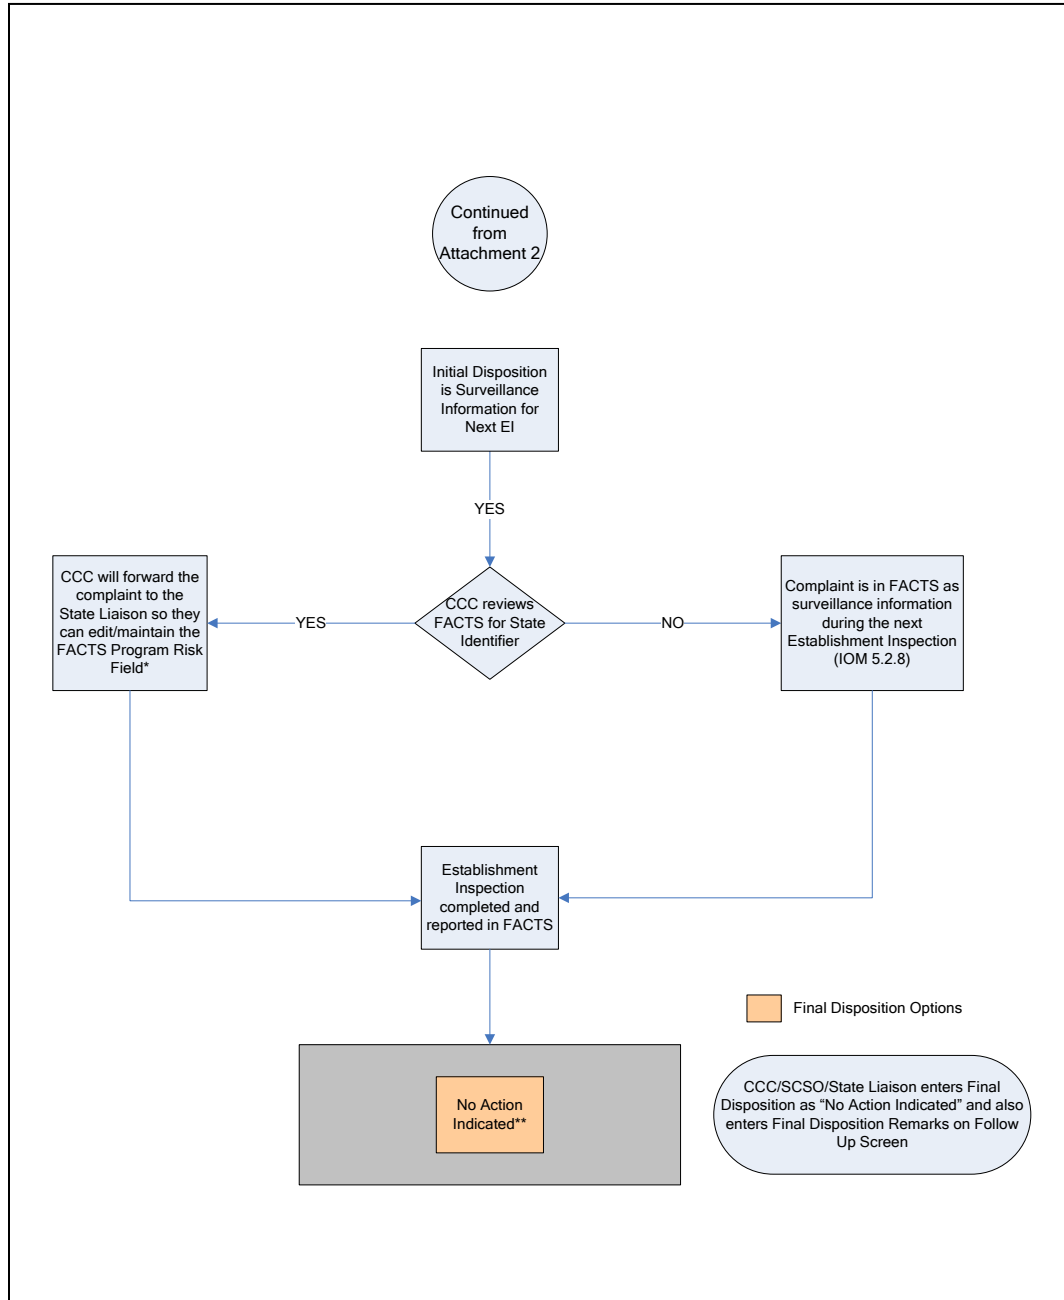 Continued
from
Attachment 2
Initial Disposition
is Surveillance
Information for
Next EI
YES
CCC will forward the
complaint to the
State Liaison so they
can edit/maintain the
FACTS Program Risk
Field*
YES
CCC reviews
FACTS for State
Identifier
NO
Complaint is in FACTS as
surveillance information
during the next
Establishment Inspection
(IOM 5.2.8)
Establishment
Inspection
completed and
reported in FACTS
Final Disposition Options
No Action
Indicated**
CCC/SCSO/State Liaison enters Final
Disposition as “No Action Indicated” and also
enters Final Disposition Remarks on Follow
Up Screen